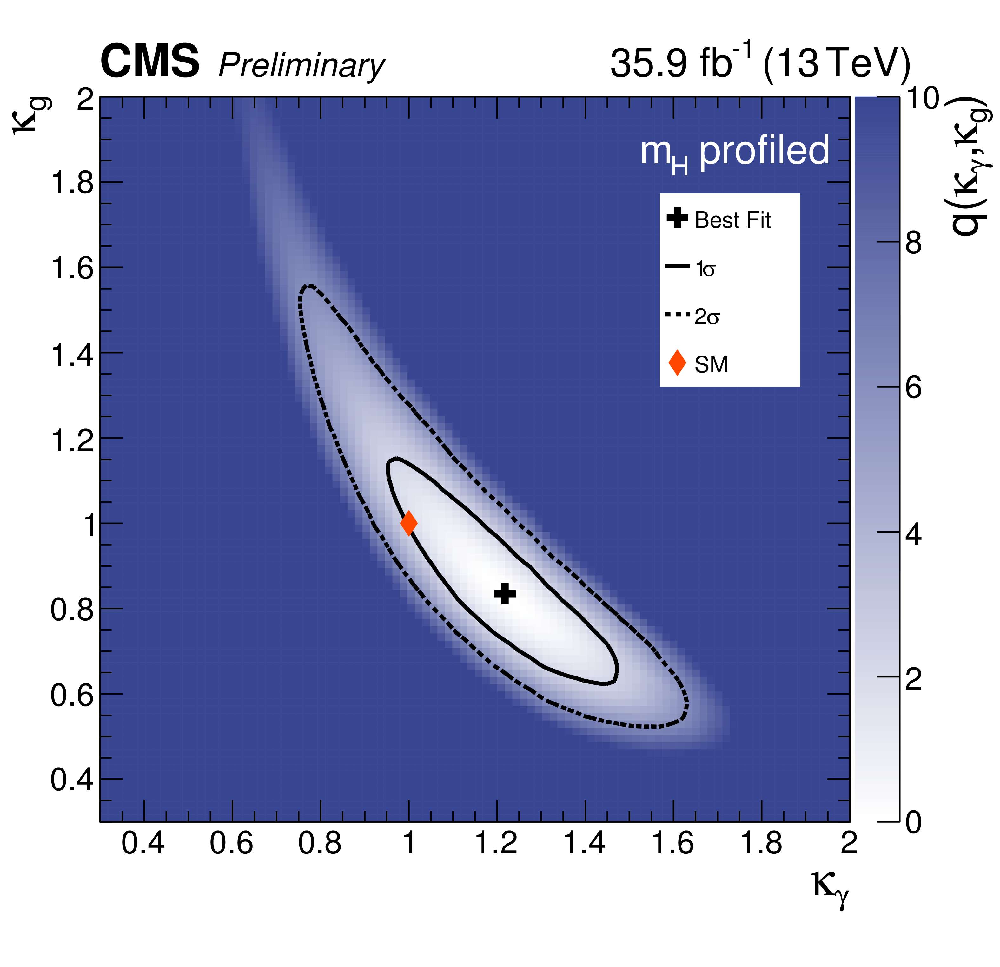 CMS Preliminary 35.9 fb⁻¹ (13 TeV)
κg
2
1.8
1.6
1.4
1.2
1
0.8
0.6
0.4
mH profiled
Best Fit
1σ
2σ
SM
0.4 0.6 0.8 1 1.2 1.4 1.6 1.8 2
κγ
10
8
6
4
2
0
q(κγ,κg)